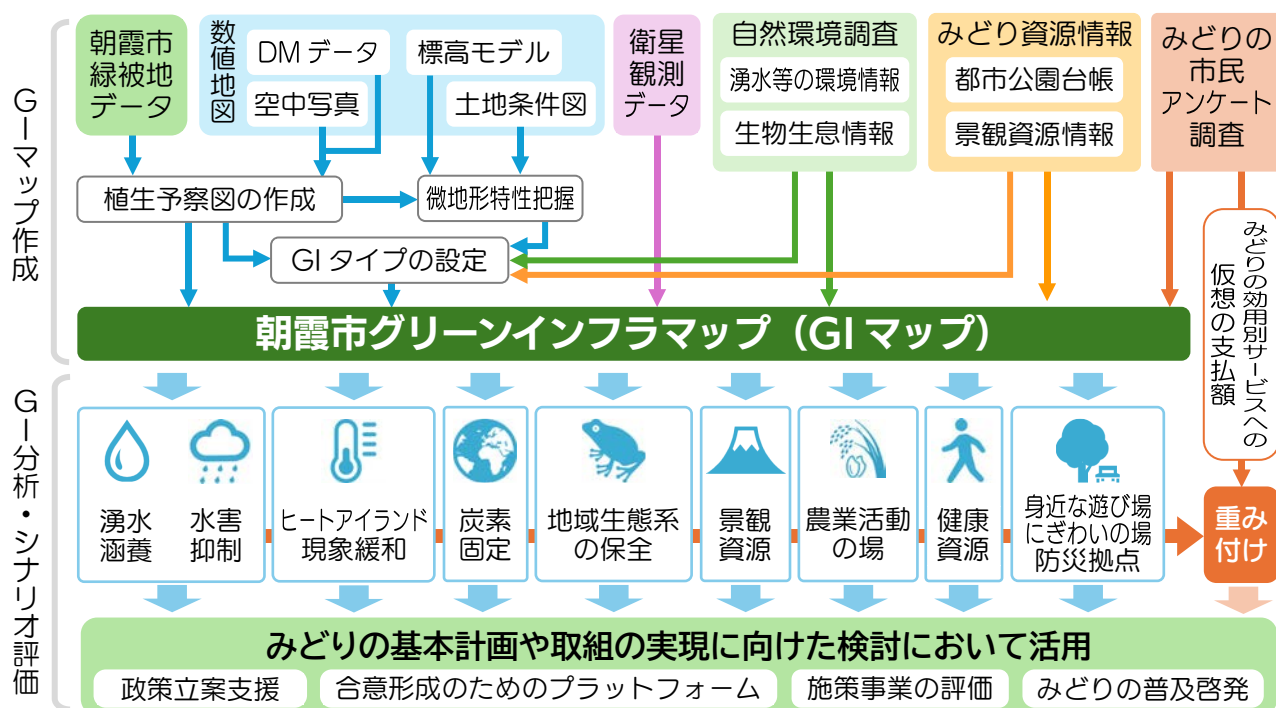 GIマップ作成
朝霞市
緑被地
データ
数値地図
DMデータ
標高モデル
空中写真
土地条件図
衛星
観測
データ
自然環境調査
湧水等の環境情報
生物生息情報
みどり資源情報
都市公園台帳
景観資源情報
みどりの
市民
アンケート
調査
植生予察図の作成
微地形特性把握
GIタイプの設定
みどりの効用別サービスへの
仮想の支払額
朝霞市グリーンインフラマップ（GIマップ）
GI分析・シナリオ評価
湧水
涵養
水害
抑制
ヒートアイランド
現象緩和
炭素
固定
地域生態系
の保全
景観
資源
農業活動
の場
健康
資源
身近な遊び場
にぎわいの場
防災拠点
重み
付け
みどりの基本計画や取組の実現に向けた検討において活用
政策立案支援
合意形成のためのプラットフォーム
施策事業の評価
みどりの普及啓発